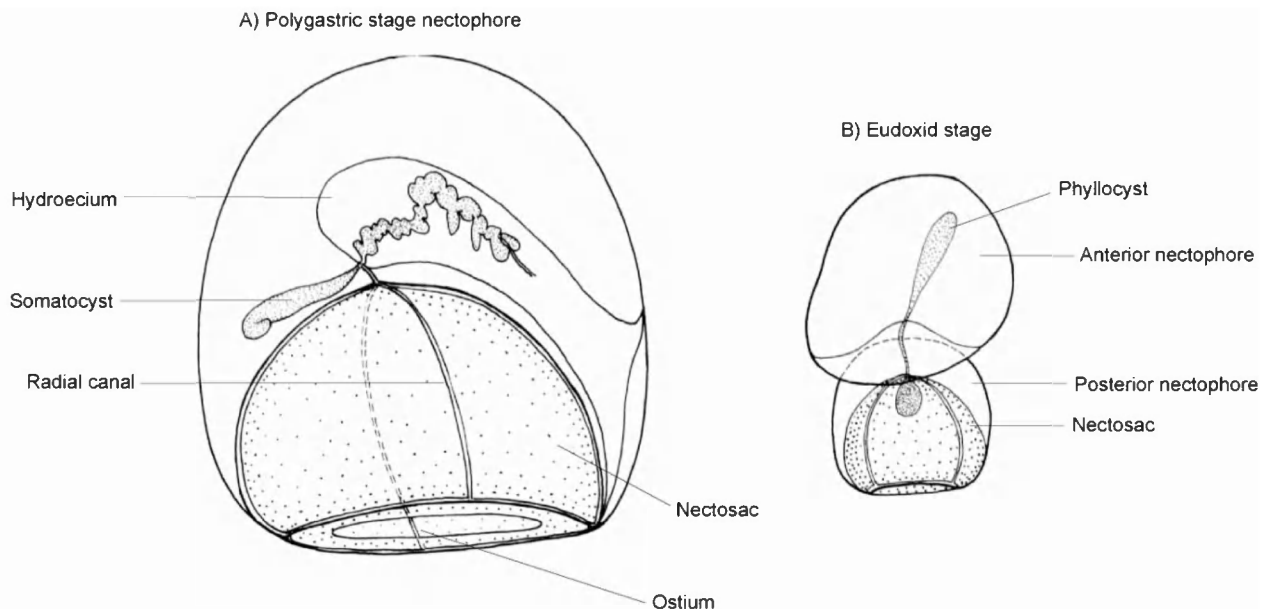 A) Polygastric stage nectophore
Hydroecium
Somatocyst
Radial canal
Nectosac
Ostium
B) Eudoxid stage
Phyllocyst
Anterior nectophore
Posterior nectophore
Nectosac